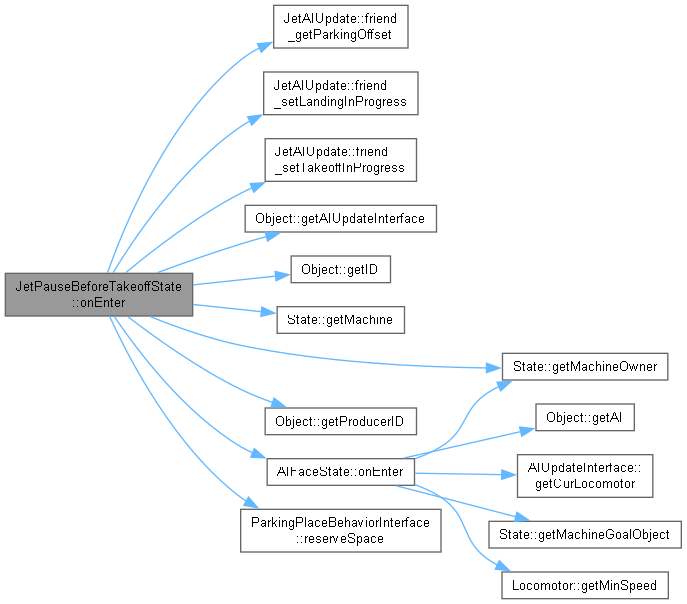 JetAIUpdate::friend
_getParkingOffset
JetAIUpdate::friend
_setLandingInProgress
JetAIUpdate::friend
_setTakeoffInProgress
Object::getAIUpdateInterface
Object::getID
JetPauseBeforeTakeoffState
::onEnter
State::getMachine
State::getMachineOwner
Object::getProducerID
Object::getAI
AIFaceState::onEnter
AIUpdateInterface::
getCurLocomotor
ParkingPlaceBehaviorInterface
::reserveSpace
State::getMachineGoalObject
Locomotor::getMinSpeed